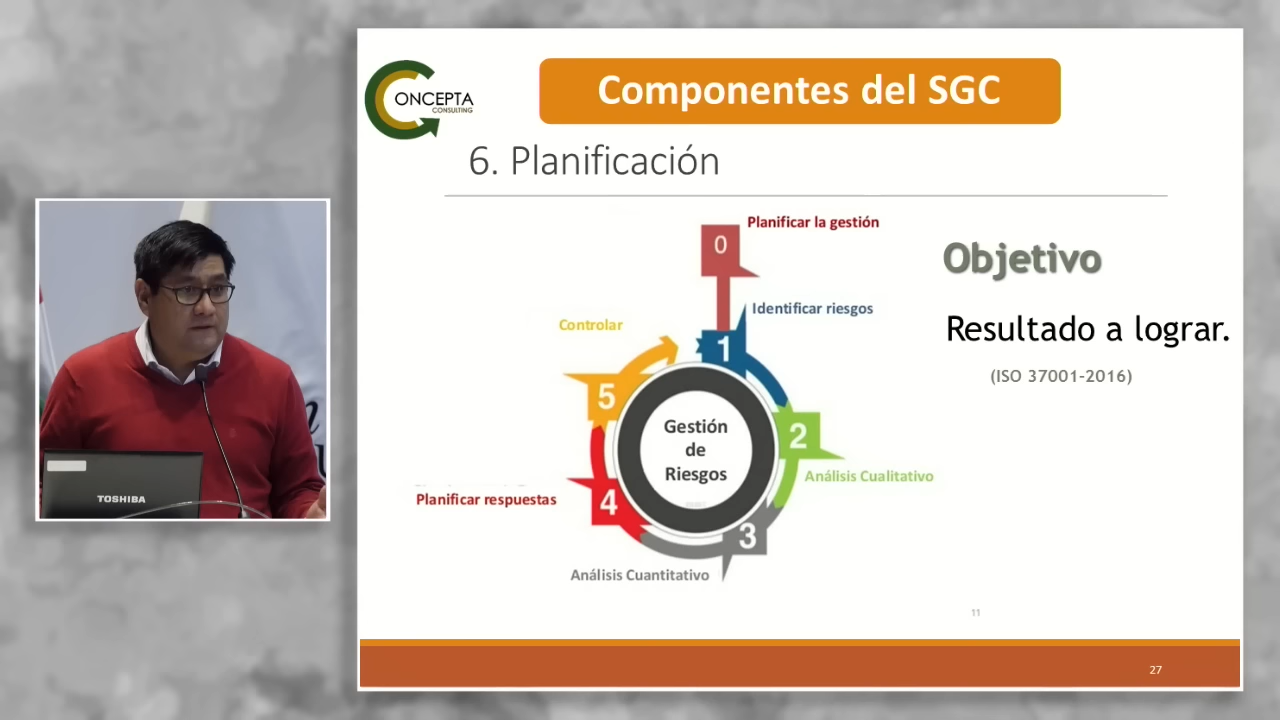 ONCEPTA
CONSULTING
Componentes del SGC
6. Planificación
0
Planificar la gestión
Objetivo
Identificar riesgos
Resultado a lograr.
Controlar
1
(ISO 37001-2016)
5
2
Gestión
de
Riesgos
Análisis Cualitativo
Planificar respuestas
4
3
Análisis Cuantitativo
TOSHIBA
11
27